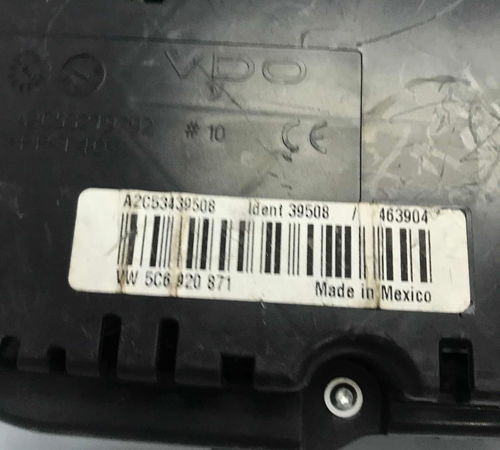 VDO
# 10 CE
A2C53439508 Ident 39508 / 463904
VW 5C6 920 871 Made in Mexico